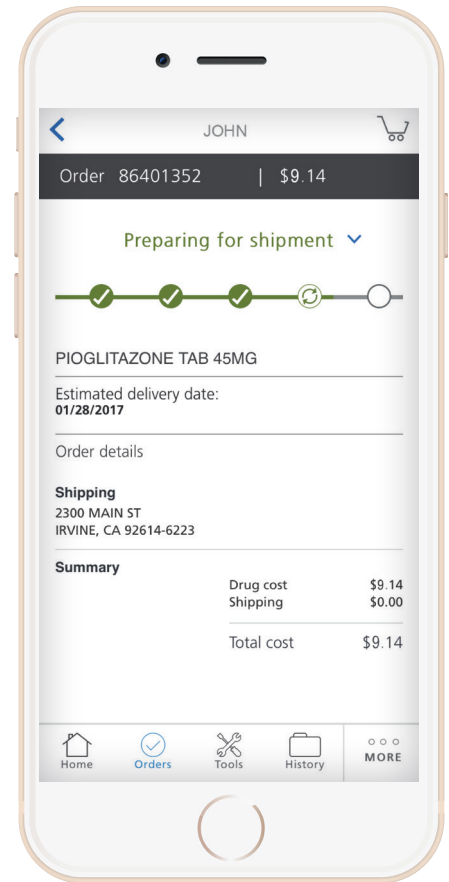 JOHN
Order 86401352 | $9.14
Preparing for shipment
PIOGLITAZONE TAB 45MG
Estimated delivery date:
01/28/2017
Order details
Shipping
2300 MAIN ST
IRVINE, CA 92614-6223
Summary
Drug cost $9.14
Shipping $0.00
Total cost $9.14
Home Orders Tools History MORE